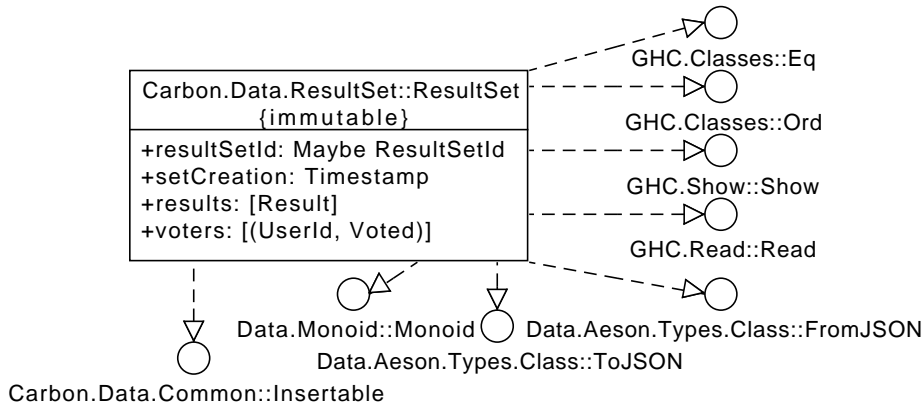 GHC.Classes::Eq
Carbon.Data.ResultSet::ResultSet
{immutable}
GHC.Classes::Ord
+resultSetId: Maybe ResultSetId
+setCreation: Timestamp
GHC.Show::Show
+results: [Result]
+voters: [(UserId, Voted)]
GHC.Read::Read
Data.Monoid::Monoid
Data.Aeson.Types.Class::FromJSON
Data.Aeson.Types.Class::ToJSON
Carbon.Data.Common::Insertable